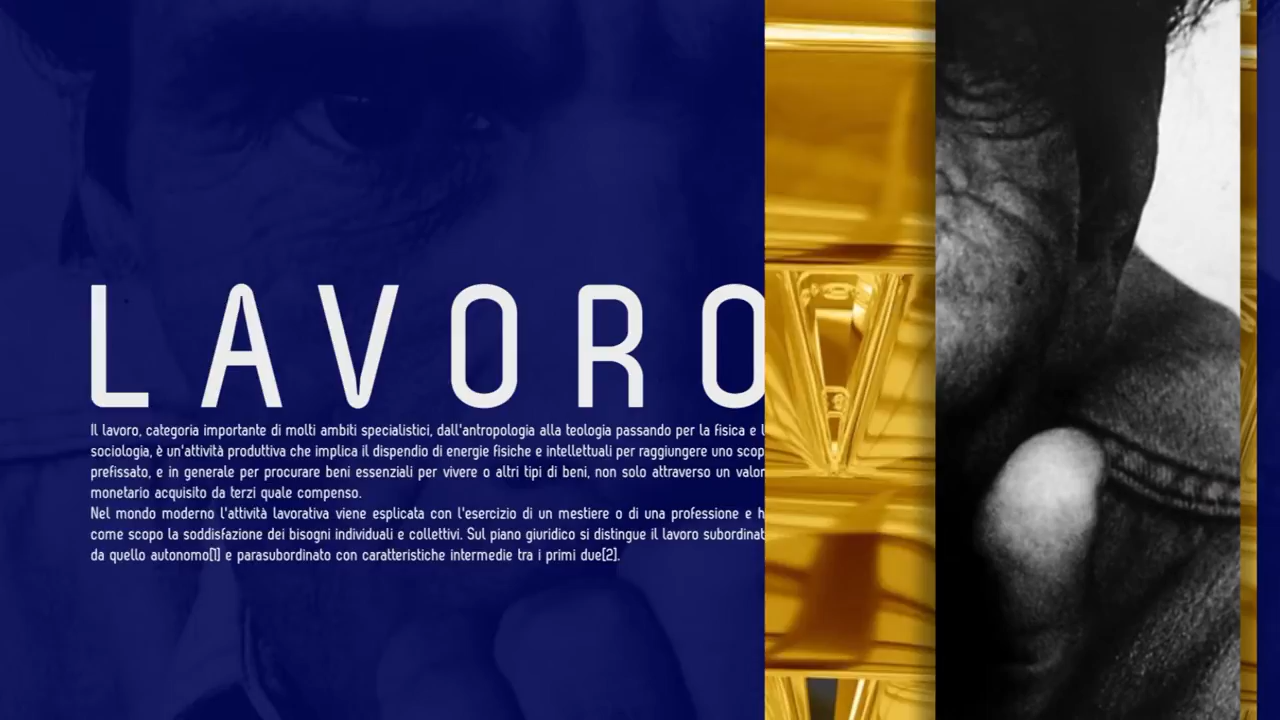 LAVORO
Il lavoro, categoria importante di molti ambiti specialistici, dall'antropologia alla teologia passando per la fisica e
sociologia, è un'attività produttiva che implica il dispendio di energie fisiche e intellettuali per raggiungere uno scop
prefissato, e in generale per procurare beni essenziali per vivere o altri tipi di beni, non solo attraverso un valor
monetario acquisito da terzi quale compenso.
Nel mondo moderno l'attività lavorativa viene esplicata con l'esercizio di un mestiere o di una professione e h
come scopo la soddisfazione dei bisogni individuali e collettivi. Sul piano giuridico si distingue il lavoro subordinat
da quello autonomo[1] e parasubordinato con caratteristiche intermedie tra i primi due[2].